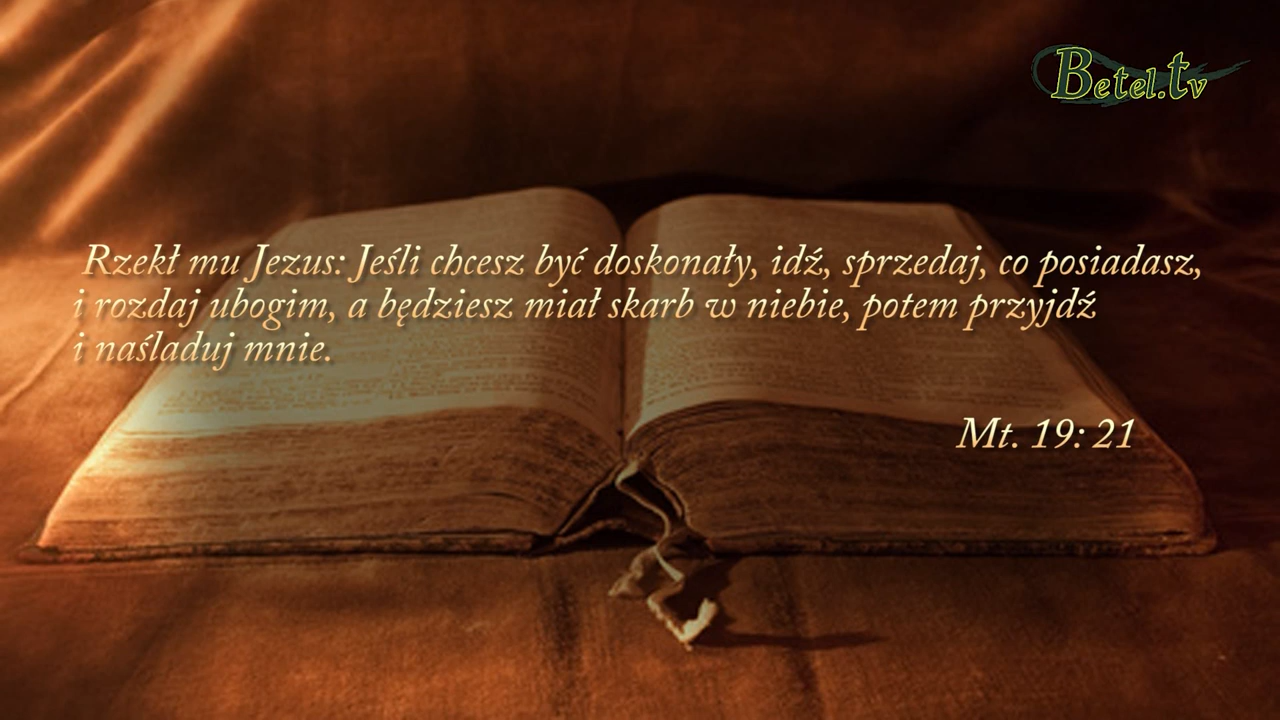 Betel.tv
Rzekł mu Jezus: Jeśli chcesz być doskonały, idź, sprzedaj, co posiadasz,
i rozdaj ubogim, a będziesz miał skarb w niebie, potem przyjdź
i naśladuj mnie.
Mt. 19: 21